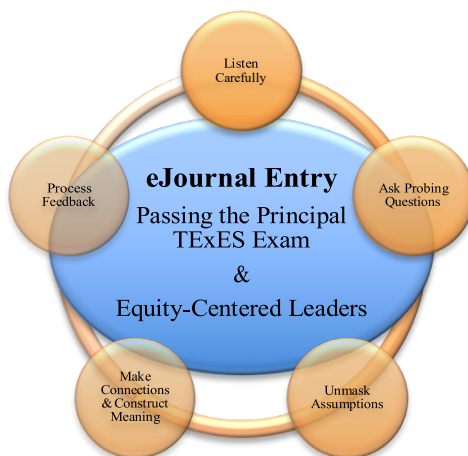 Listen
Carefully
Process
Feedback
eJournal Entry
Passing the Principal
TExES Exam
&
Equity-Centered Leaders
Ask Probing
Questions
Make
Connections
& Construct
Meaning
Unmask
Assumptions